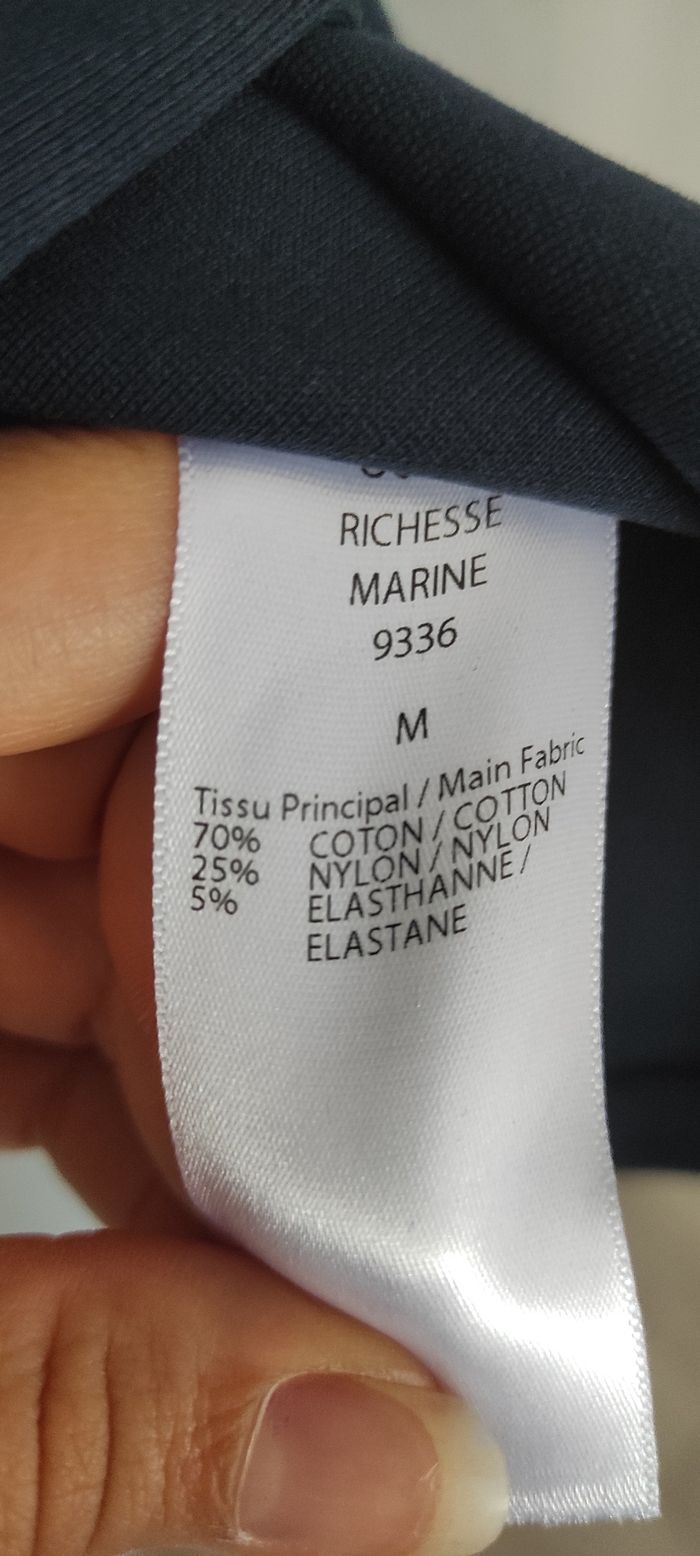 RICHESSE
MARINE
9336
M
Tissu Principal / Main Fabric
70% COTON / COTTON
25% NYLON / NYLON
5% ELASTHANNE /
ELASTANE